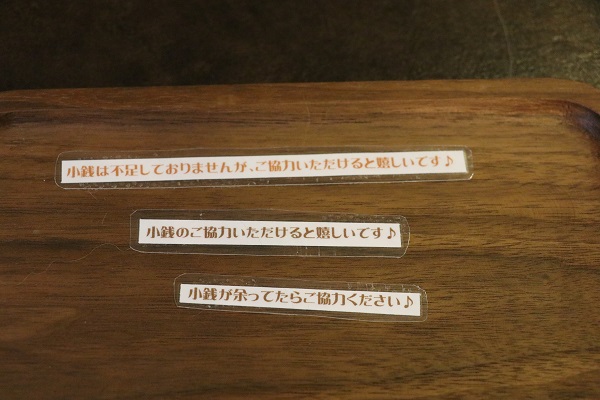 小銭は不足しておりませんが、ご協力いただけると嬉しいです♪
小銭のご協力いただけると嬉しいです♪
小銭が余ってたらご協力ください♪